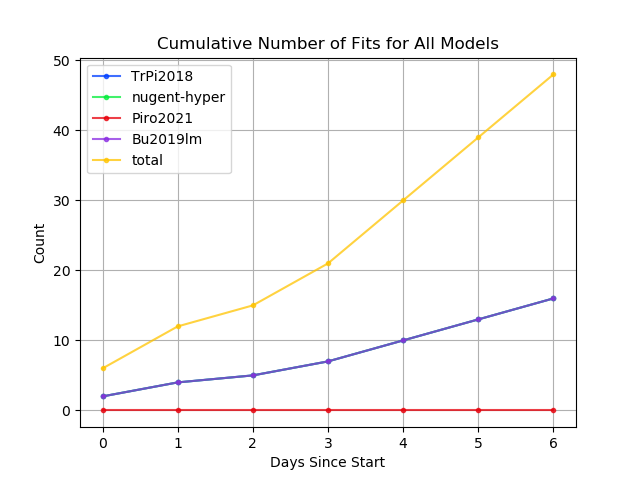 Cumulative Number of Fits for All Models
TrPi2018
nugent-hyper
Piro2021
Bu2019lm
total
50
40
30
20
10
0
Count
0 1 2 3 4 5 6
Days Since Start